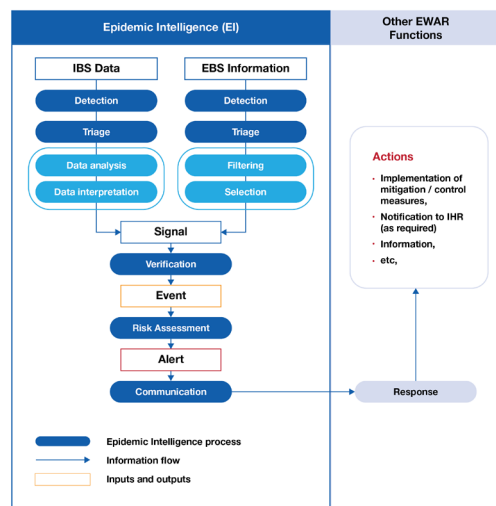 Epidemic Intelligence (EI)
Other EWAR
Functions
IBS Data
EBS Information
Detection
Detection
Triage
Triage
Data analysis
Filtering
Data interpretation
Selection
Signal
Verification
Event
Risk Assessment
Alert
Communication
Actions
· Implementation of
mitigation / control
measures,
· Notification to IHR
(as required)
· Information,
· etc,
Response
Epidemic Intelligence process
Information flow
Inputs and outputs